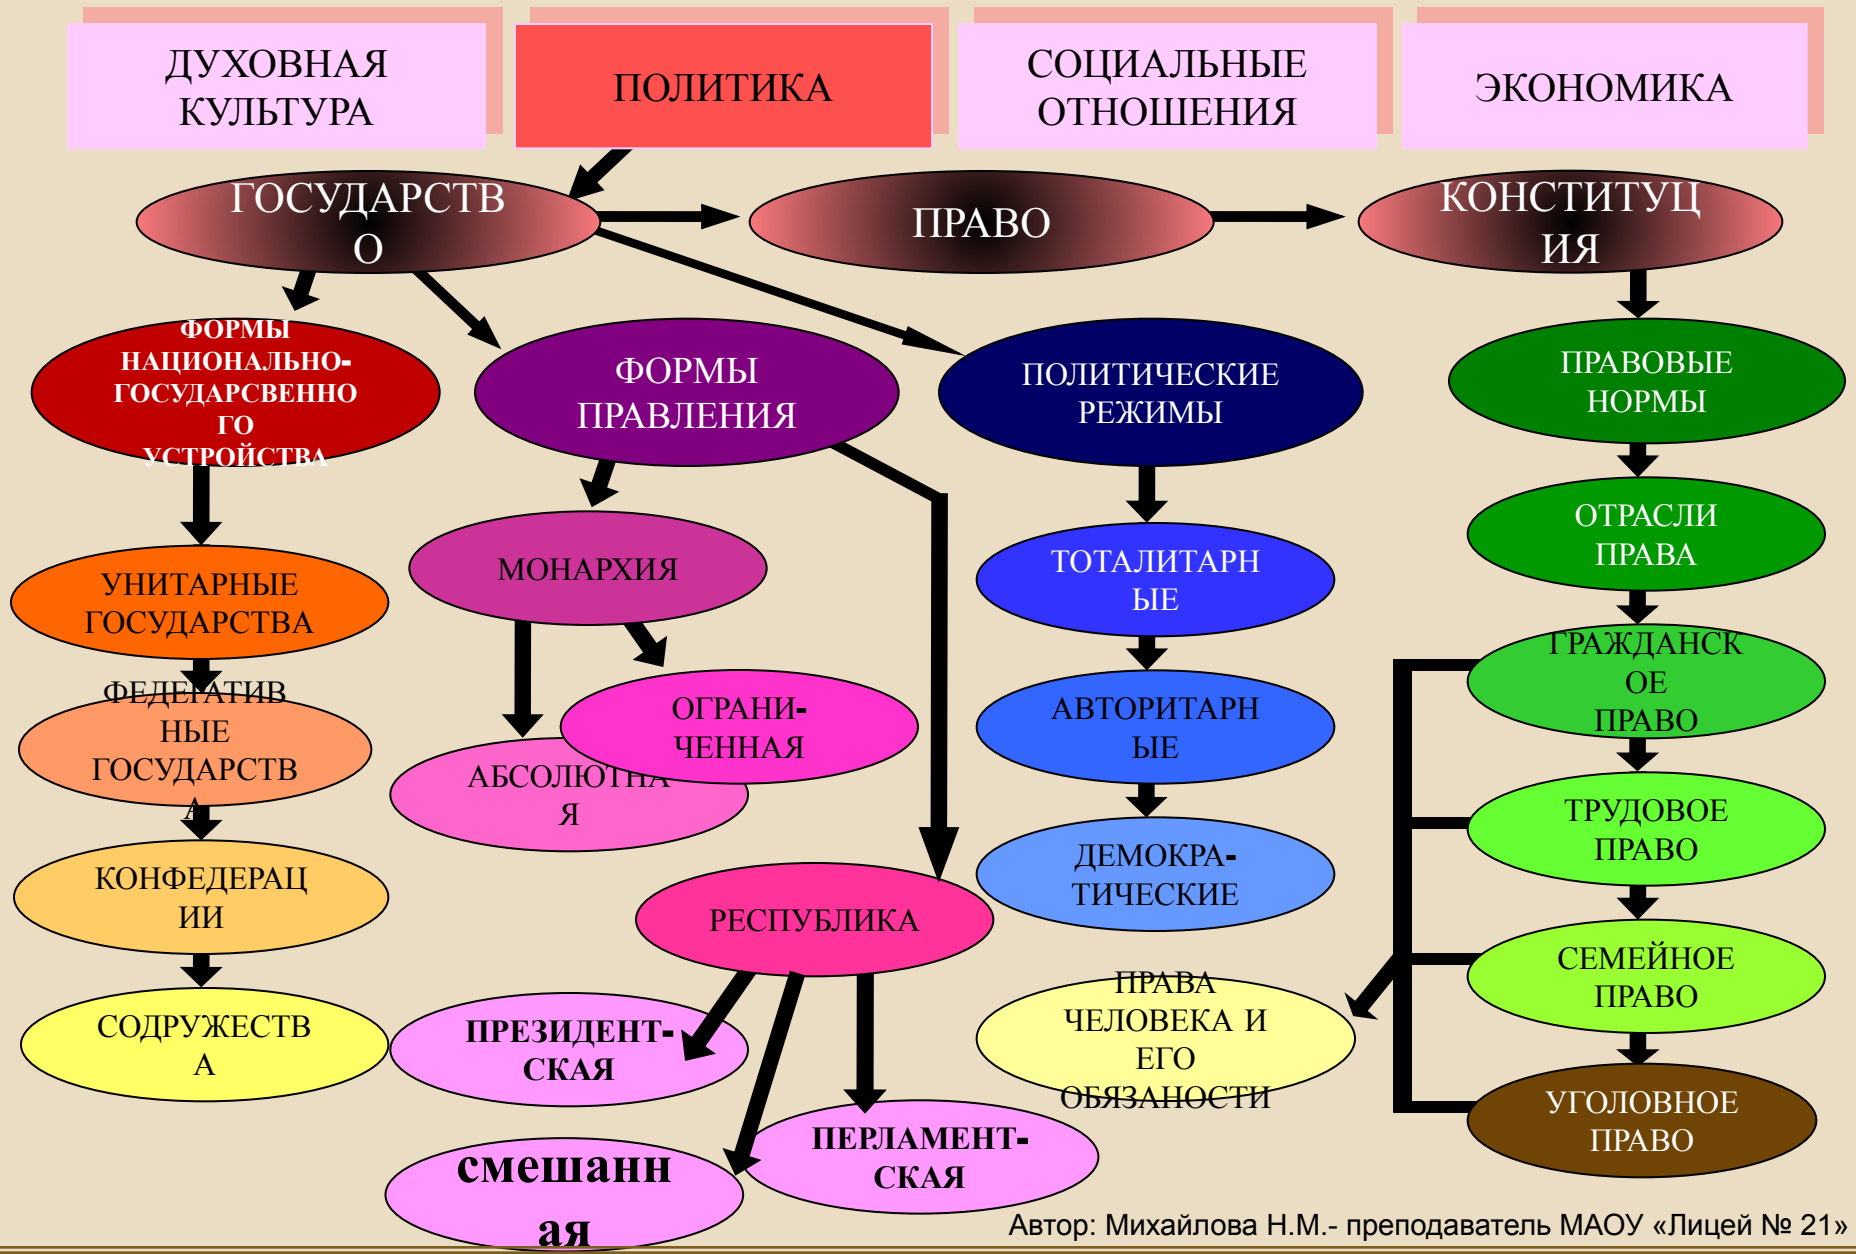 ДУХОВНАЯ
КУЛЬТУРА
ПОЛИТИКА
СОЦИАЛЬНЫЕ
ОТНОШЕНИЯ
ЭКОНОМИКА
ГОСУДАРСТВ
О
ПРАВО
КОНСТИТУЦ
ИЯ
ФОРМЫ
НАЦИОНАЛЬНО-
ГОСУДАРСВЕННО
ГО
УСТРОЙСТВА
ФОРМЫ
ПРАВЛЕНИЯ
ПОЛИТИЧЕСКИЕ
РЕЖИМЫ
ПРАВОВЫЕ
НОРМЫ
УНИТАРНЫЕ
ГОСУДАРСТВА
МОНАРХИЯ
ТОТАЛИТАРН
ЫЕ
ОТРАСЛИ
ПРАВА
ФЕДЕРАТИВ
НЫЕ
ГОСУДАРСТВ
А
ОГРАНИ-
ЧЕННАЯ
АБСОЛЮТНА
Я
АВТОРИТАРН
ЫЕ
ГРАЖДАНСК
ОЕ
ПРАВО
КОНФЕДЕРАЦ
ИИ
РЕСПУБЛИКА
ДЕМОКРА-
ТИЧЕСКИЕ
ТРУДОВОЕ
ПРАВО
СОДРУЖЕСТВ
А
ПРЕЗИДЕНТ-
СКАЯ
ПРАВА
ЧЕЛОВЕКА И
ЕГО
ОБЯЗАНОСТИ
СЕМЕЙНОЕ
ПРАВО
смешанн
ая
ПЕРЛАМЕНТ-
СКАЯ
УГОЛОВНОЕ
ПРАВО
Автор: Михайлова Н.М.- преподаватель МАОУ «Лицей № 21»